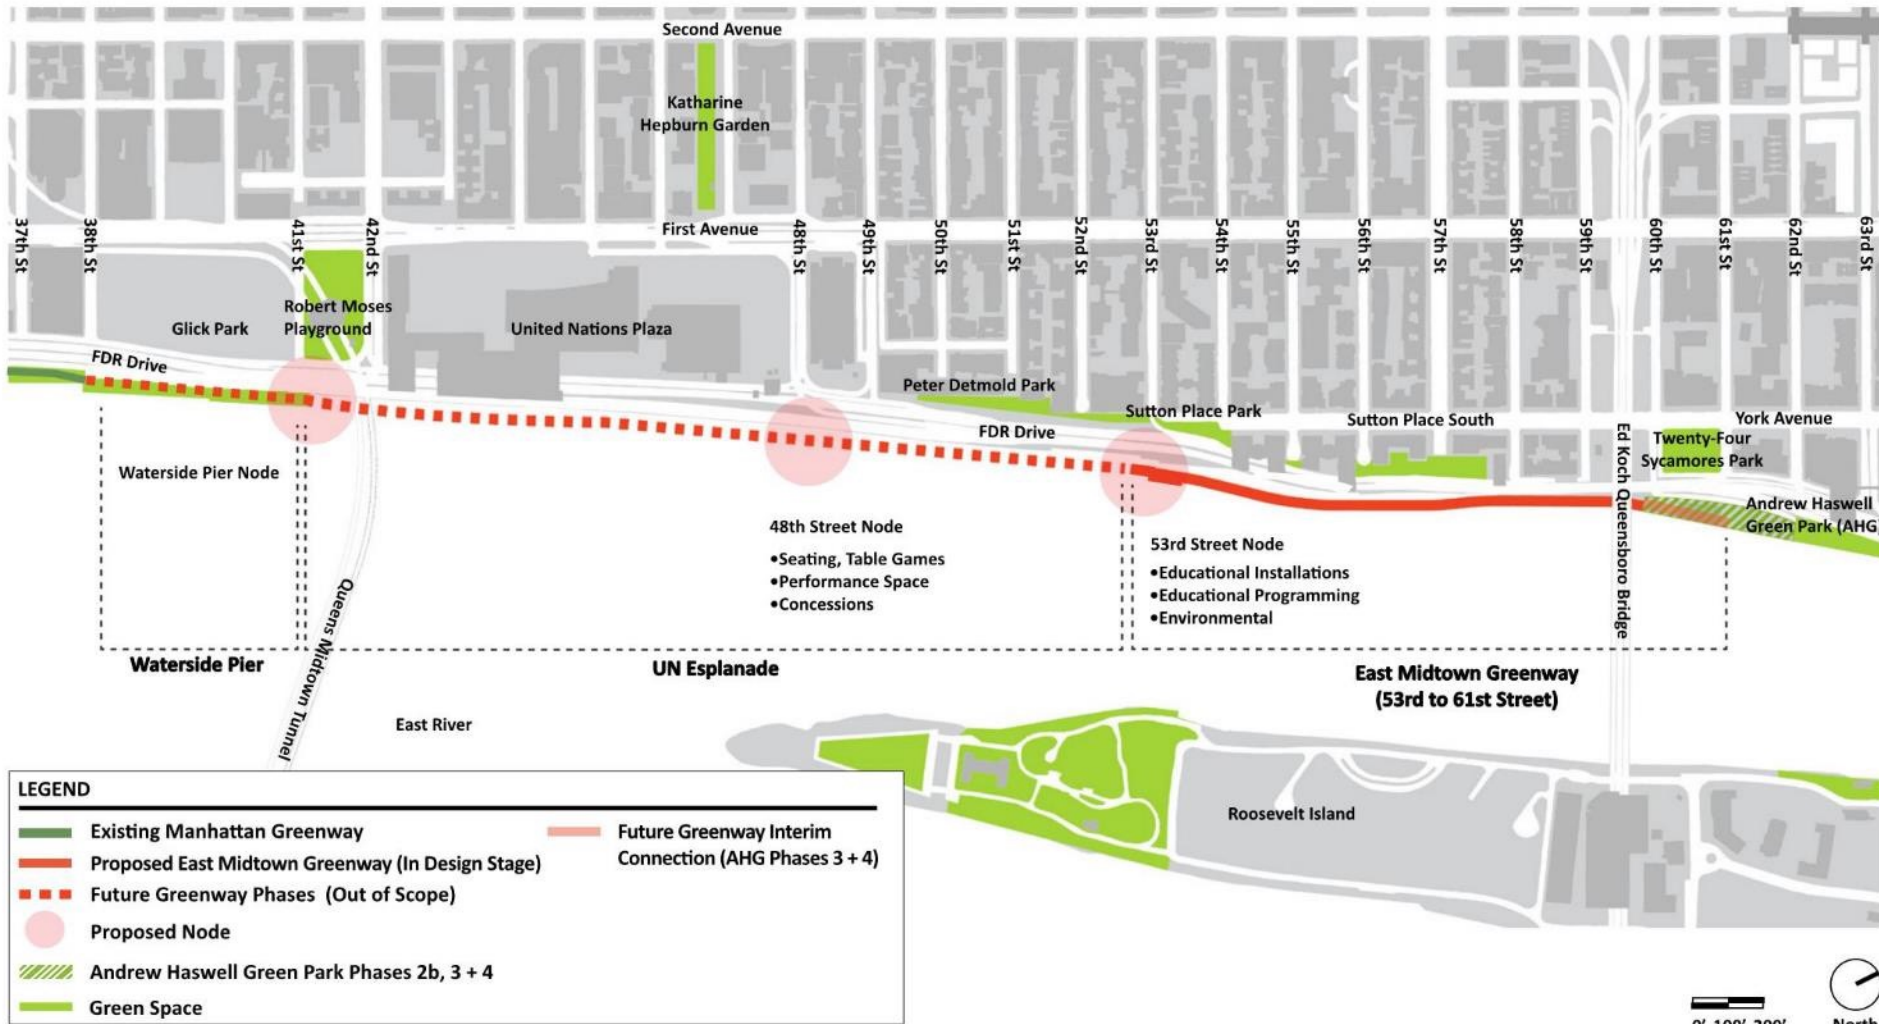 Second Avenue
Katharine
Hepburn Garden
First Avenue
37th St
38th St
41st St
42nd St
48th St
49th St
50th St
51st St
52nd St
53rd St
54th St
55th St
56th St
57th St
58th St
59th St
60th St
61st St
62nd St
63rd St
Glick Park
Robert Moses
Playground
United Nations Plaza
FDR Drive
Peter Detmold Park
Sutton Place Park
Sutton Place South
York Avenue
FDR Drive
Twenty-Four
Sycamores Park
Ed Koch Queensboro Bridge
Andrew Haswell
Green Park (AHG
Waterside Pier Node
48th Street Node
•Seating, Table Games
•Performance Space
•Concessions
53rd Street Node
•Educational Installations
•Educational Programming
•Environmental
Queens Midtown Tunnel
Waterside Pier
UN Esplanade
East Midtown Greenway
(53rd to 61st Street)
East River
Roosevelt Island
LEGEND
Existing Manhattan Greenway
Proposed East Midtown Greenway (In Design Stage)
Future Greenway Phases (Out of Scope)
Proposed Node
Andrew Haswell Green Park Phases 2b, 3 + 4
Green Space
Future Greenway Interim
Connection (AHG Phases 3 + 4)
0' 100' 200'
North